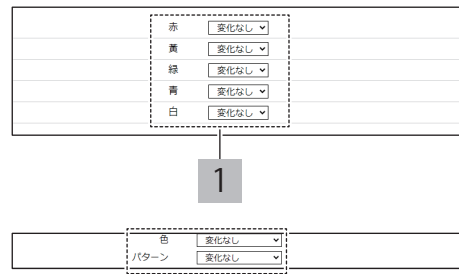 赤 変化なし
黃 変化なし
緑 変化なし
青 変化なし
白 変化なし
1
色 変化なし
パターン 変化なし